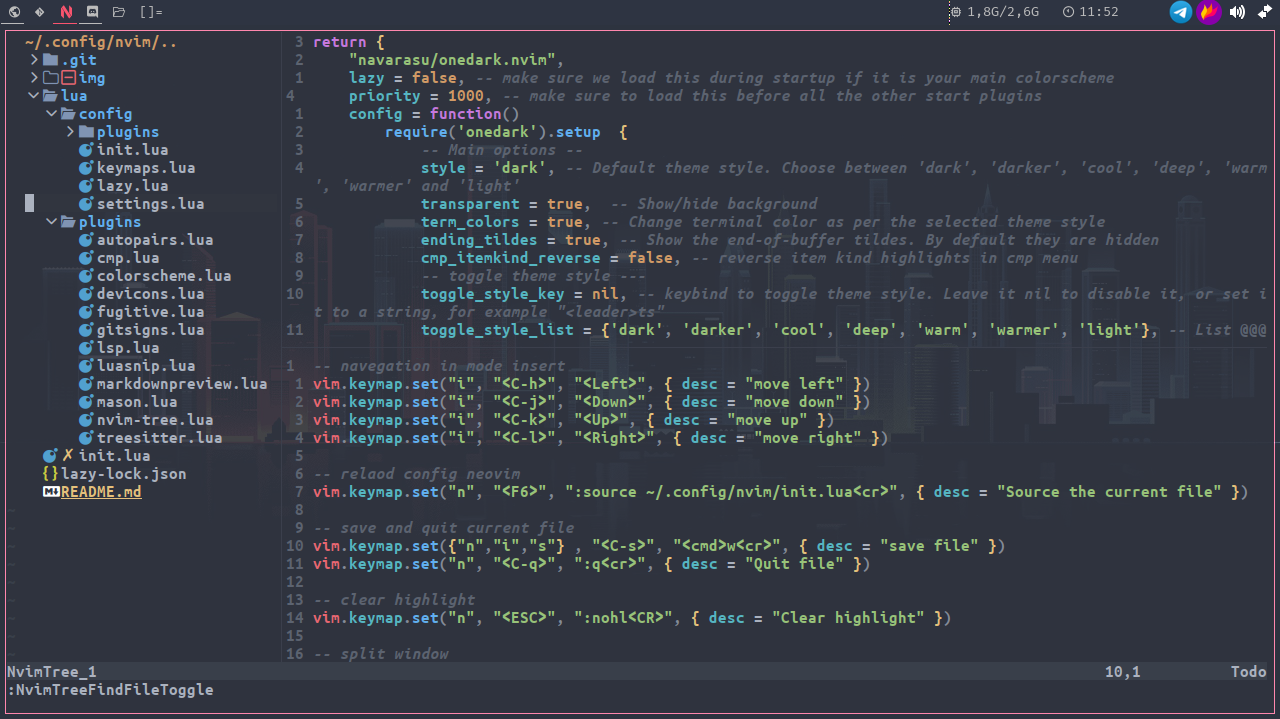 []=
1,8G/2,6G
11:52
~/.config/nvim/..
.git
img
lua
config
plugins
init.lua
keymaps.lua
lazy.lua
settings.lua
plugins
autopairs.lua
cmp.lua
colorscheme.lua
devicons.lua
fugitive.lua
gitsigns.lua
lsp.lua
luasnip.lua
markdownpreview.lua
mason.lua
nvim-tree.lua
treesitter.lua
✗ init.lua
{} lazy-lock.json
README.md
3 return {
2     "navarasu/onedark.nvim",
1     lazy = false, -- make sure we load this during startup if it is your main colorscheme
4     priority = 1000, -- make sure to load this before all the other start plugins
1     config = function()
2         require('onedark').setup  {
3             -- Main options --
4             style = 'dark', -- Default theme style. Choose between 'dark', 'darker', 'cool', 'deep', 'warm
', 'warmer' and 'light'
5             transparent = true,  -- Show/hide background
6             term_colors = true,  -- Change terminal color as per the selected theme style
7             ending_tildes = true, -- Show the end-of-buffer tildes. By default they are hidden
8             cmp_itemkind_reverse = false, -- reverse item kind highlights in cmp menu
9             -- toggle theme style ---
10             toggle_style_key = nil, -- keybind to toggle theme style. Leave it nil to disable it, or set i
t to a string, for example "<leader>ts"
11             toggle_style_list = {'dark', 'darker', 'cool', 'deep', 'warm', 'warmer', 'light'}, -- List @@@
1 -- navegation in mode insert
1 vim.keymap.set("i", "<C-h>", "<Left>", { desc = "move left" })
2 vim.keymap.set("i", "<C-j>", "<Down>", { desc = "move down" })
3 vim.keymap.set("i", "<C-k>", "<Up>" , { desc = "move up" })
4 vim.keymap.set("i", "<C-l>", "<Right>", { desc = "move right" })
5
6 -- relaod config neovim
7 vim.keymap.set("n", "<F6>", ":source ~/.config/nvim/init.lua<cr>", { desc = "Source the current file" })
8
9 -- save and quit current file
10 vim.keymap.set({"n","i","s"} , "<C-s>", "<cmd>w<cr>", { desc = "save file" })
11 vim.keymap.set("n", "<C-q>", ":q<cr>", { desc = "Quit file" })
12
13 -- clear highlight
14 vim.keymap.set("n", "<ESC>", ":nohl<CR>", { desc = "Clear highlight" })
15
16 -- split window
NvimTree_1 10,1 Todo
:NvimTreeFindFileToggle